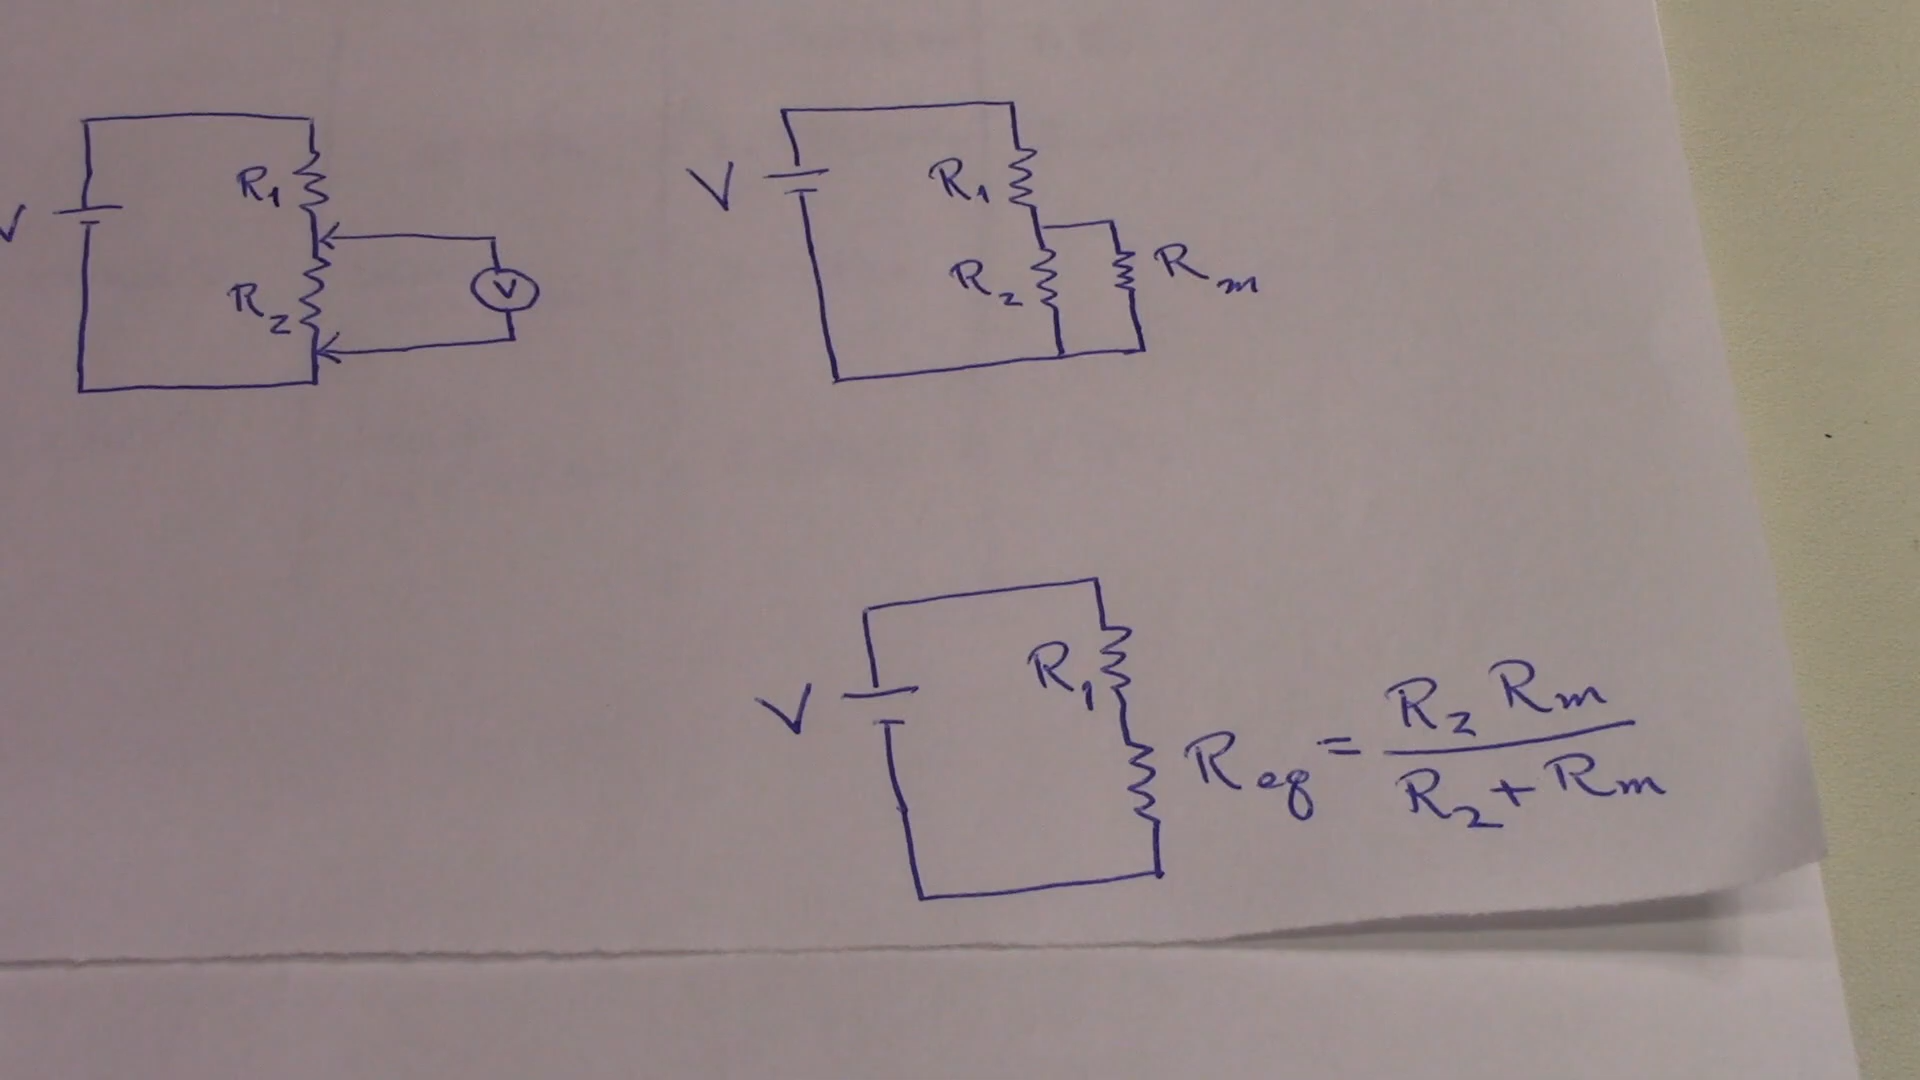 V
R1
R2
V
V
R1
R2
Rm
V
R1
Req = R2 Rm / R2 + Rm